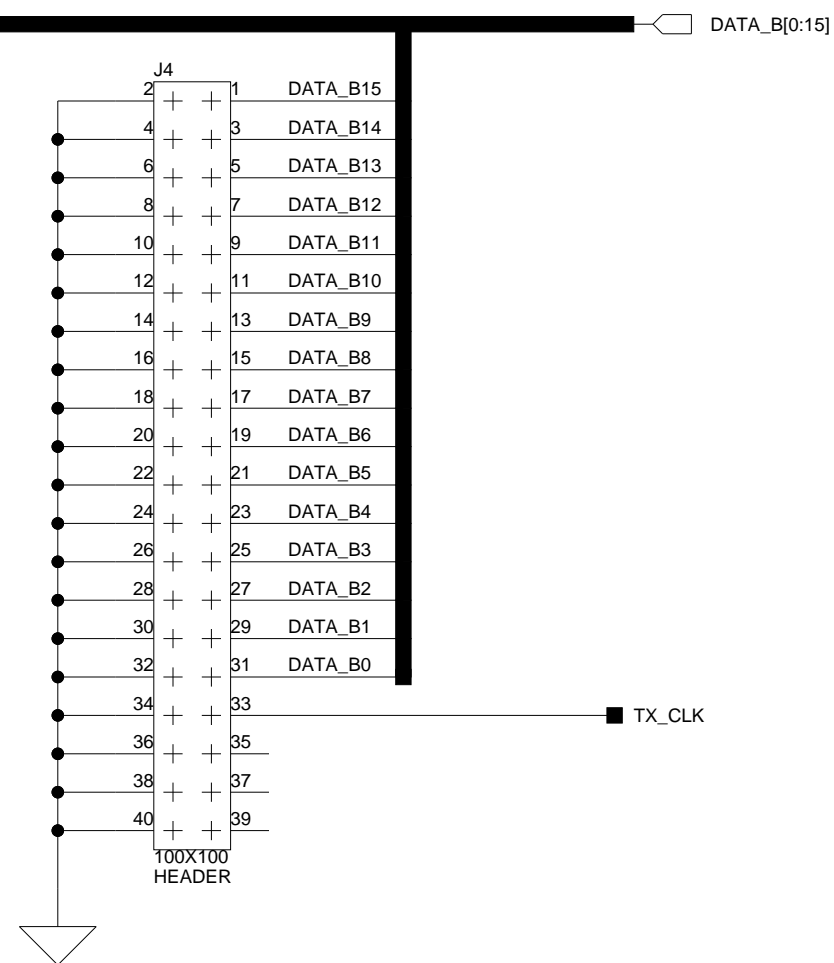 DATA_B[0:15]
J4
2 1 DATA_B15
4 3 DATA_B14
6 5 DATA_B13
8 7 DATA_B12
10 9 DATA_B11
12 11 DATA_B10
14 13 DATA_B9
16 15 DATA_B8
18 17 DATA_B7
20 19 DATA_B6
22 21 DATA_B5
24 23 DATA_B4
26 25 DATA_B3
28 27 DATA_B2
30 29 DATA_B1
32 31 DATA_B0
34 33 TX_CLK
36 35
38 37
40 39
100X100
HEADER